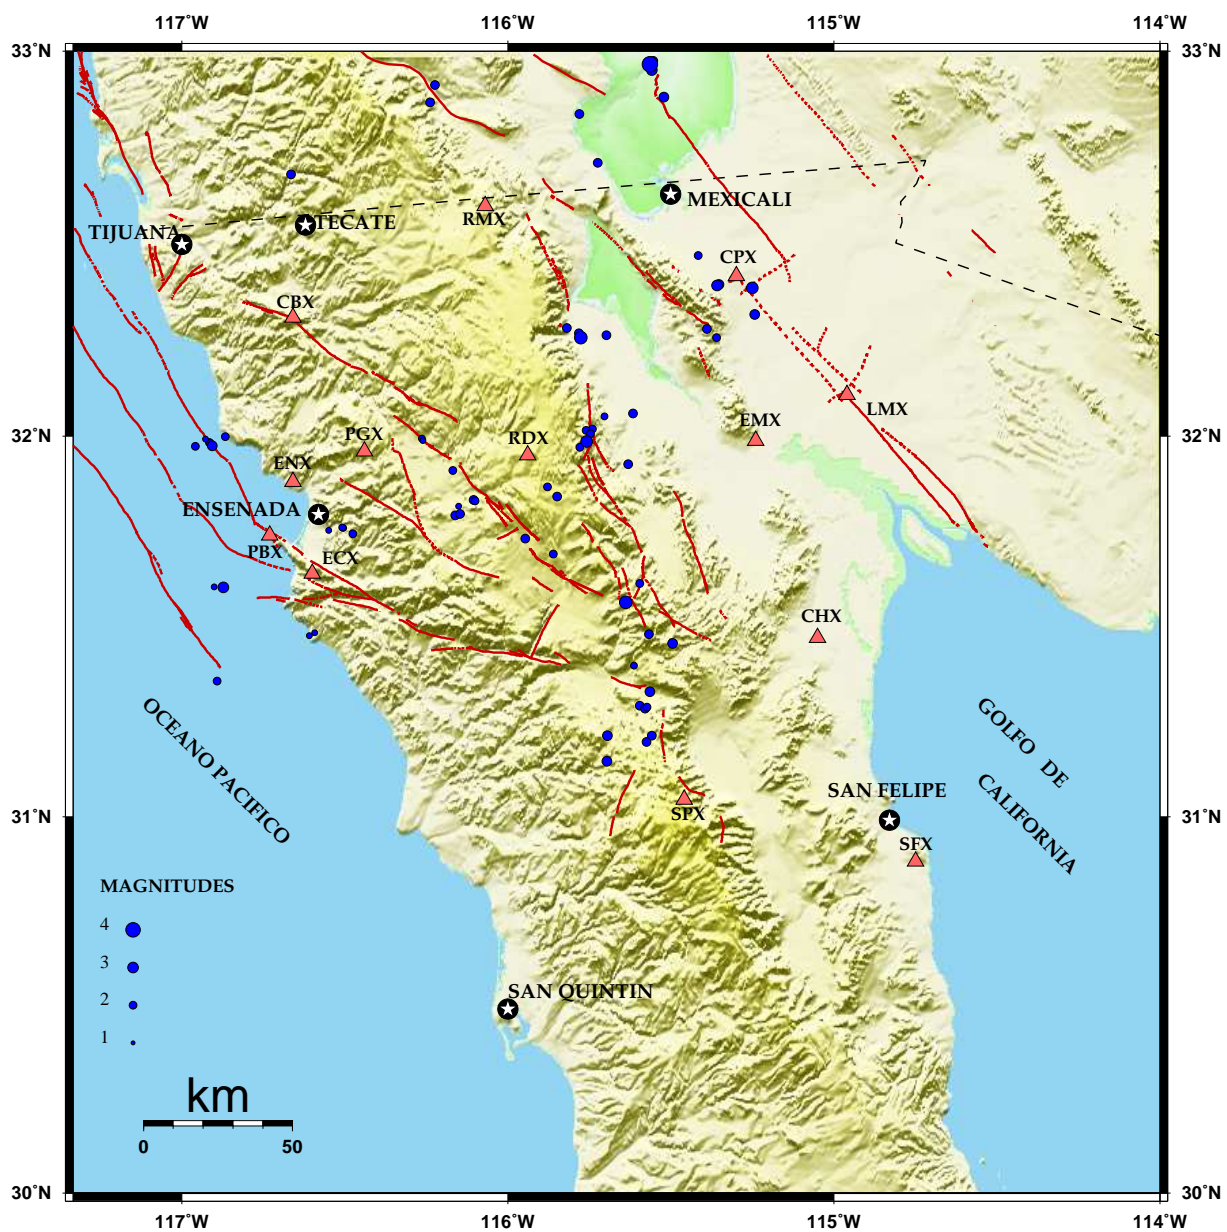 117°W 116°W 115°W 114°W
33°N 33°N
MEXICALI
RMX
TECATE
TIJUANA
CPX
CBX
LMX
EMX
PGX
RDX
32°N 32°N
ENX
ENSENADA
PBX
ECX
CHX
OCEANO PACIFICO
GOLFO DE
CALIFORNIA
SAN FELIPE
SPX
31°N 31°N
SFX
MAGNITUDES
4
3
2
1
SAN QUINTIN
km
0 50
30°N 30°N
117°W 116°W 115°W 114°W